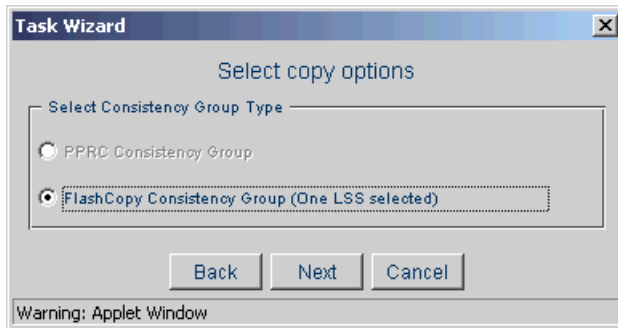 Task Wizard
Select copy options
Select Consistency Group Type
PPRC Consistency Group
FlashCopy Consistency Group (One LSS selected)
Back Next Cancel
Warning: Applet Window